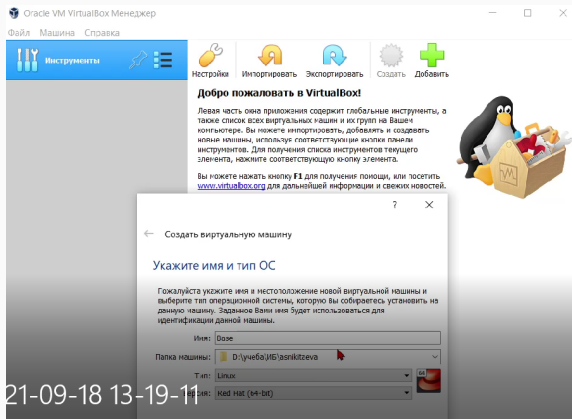 Oracle VM VirtualBox Менеджер
Файл Машина Справка
Инструменты
Настройки Импортировать Экспортировать Создать Добавить
Добро пожаловать в VirtualBox!
Левая часть окна приложения содержит глобальные инструменты, а
также список всех виртуальных машин и их групп на Вашем
компьютере. Вы можете импортировать, добавлять и создавать
новые машины, используя соответствующие кнопки панели
инструментов. Для получения списка инструментов текущего
элемента, нажмите соответствующую кнопку элемента.
Вы можете нажать кнопку F1 для получения помощи, или посетить
www.virtualbox.org для дальнейшей информации и свежих новостей.
VM
?
Создать виртуальную машину
Укажите имя и тип ОС
Пожалуйста укажите имя и местоположение новой виртуальной машины и
выберите тип операционной системы, которую Вы собираетесь установить на
данную машину. Заданное Вами имя будет использоваться для
идентификации данной машины.
Имя: Base
Папка машины: D:\учеба\ИБ\asnikitzeva
Тип: Linux
64
Версия: Red Hat (64-bit)
21-09-18 13-19-11